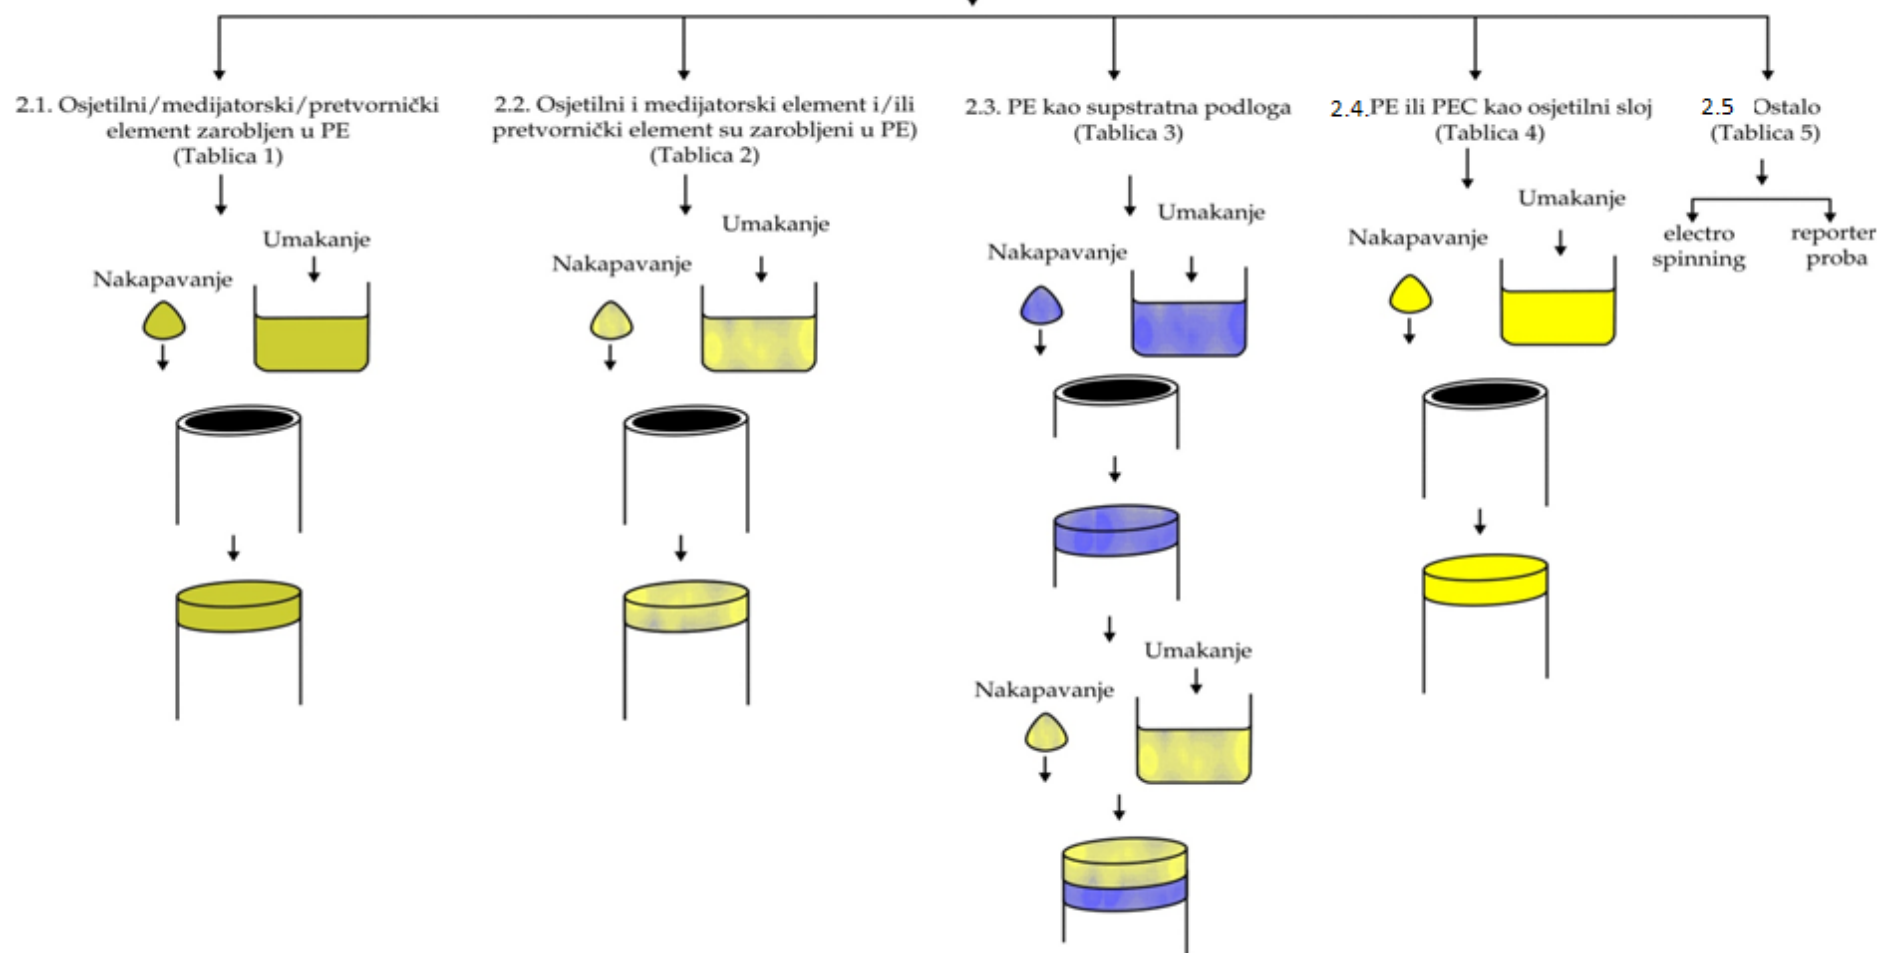 2.1. Osjetilni/medijatorski/pretvornički
element zarobljen u PE
(Tablica 1)
Umakanje
Nakapavanje
2.2. Osjetilni i medijatorski element i/ili
pretvornički element su zarobljeni u PE)
(Tablica 2)
Umakanje
Nakapavanje
2.3. PE kao supstratna podloga
(Tablica 3)
Umakanje
Nakapavanje
Umakanje
Nakapavanje
2.4.PE ili PEC kao osjetilni sloj
(Tablica 4)
Umakanje
Nakapavanje
2.5 Ostalo
(Tablica 5)
electro
spinning
reporter
proba